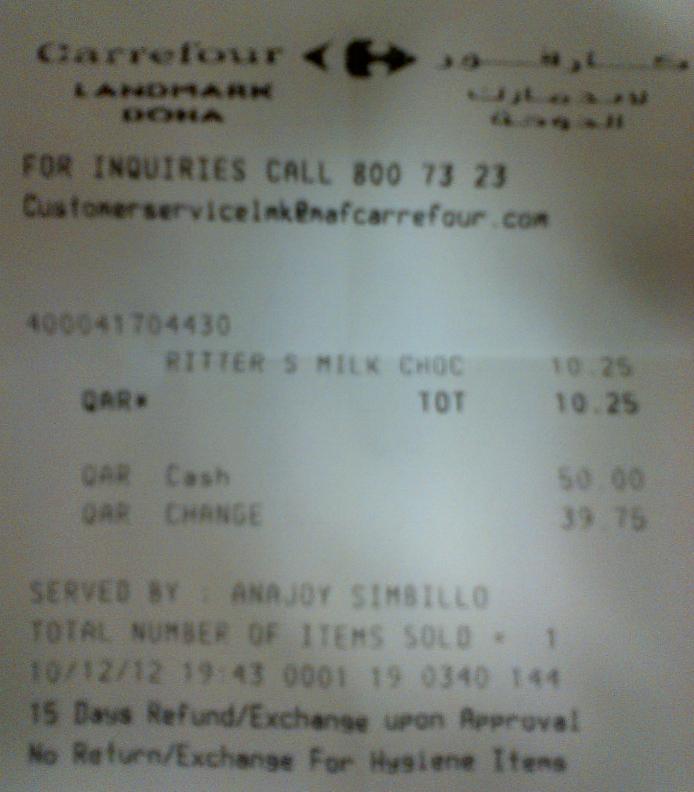 Carrefour كارفور
LANDMARK لاندمارك
DOHA الدوحة
FOR INQUIRIES CALL 800 73 23
Customerservicelmk@mafcarrefour.com
400041704430
RITTER S MILK CHOC 10.25
QAR* TOT 10.25
QAR Cash 50.00
QAR CHANGE 39.75
SERVED BY : ANAJOY SIMBILLO
TOTAL NUMBER OF ITEMS SOLD = 1
10/12/12 19:43 0001 19 0340 144
15 Days Refund/Exchange upon Approval
No Return/Exchange For Hygiene Items